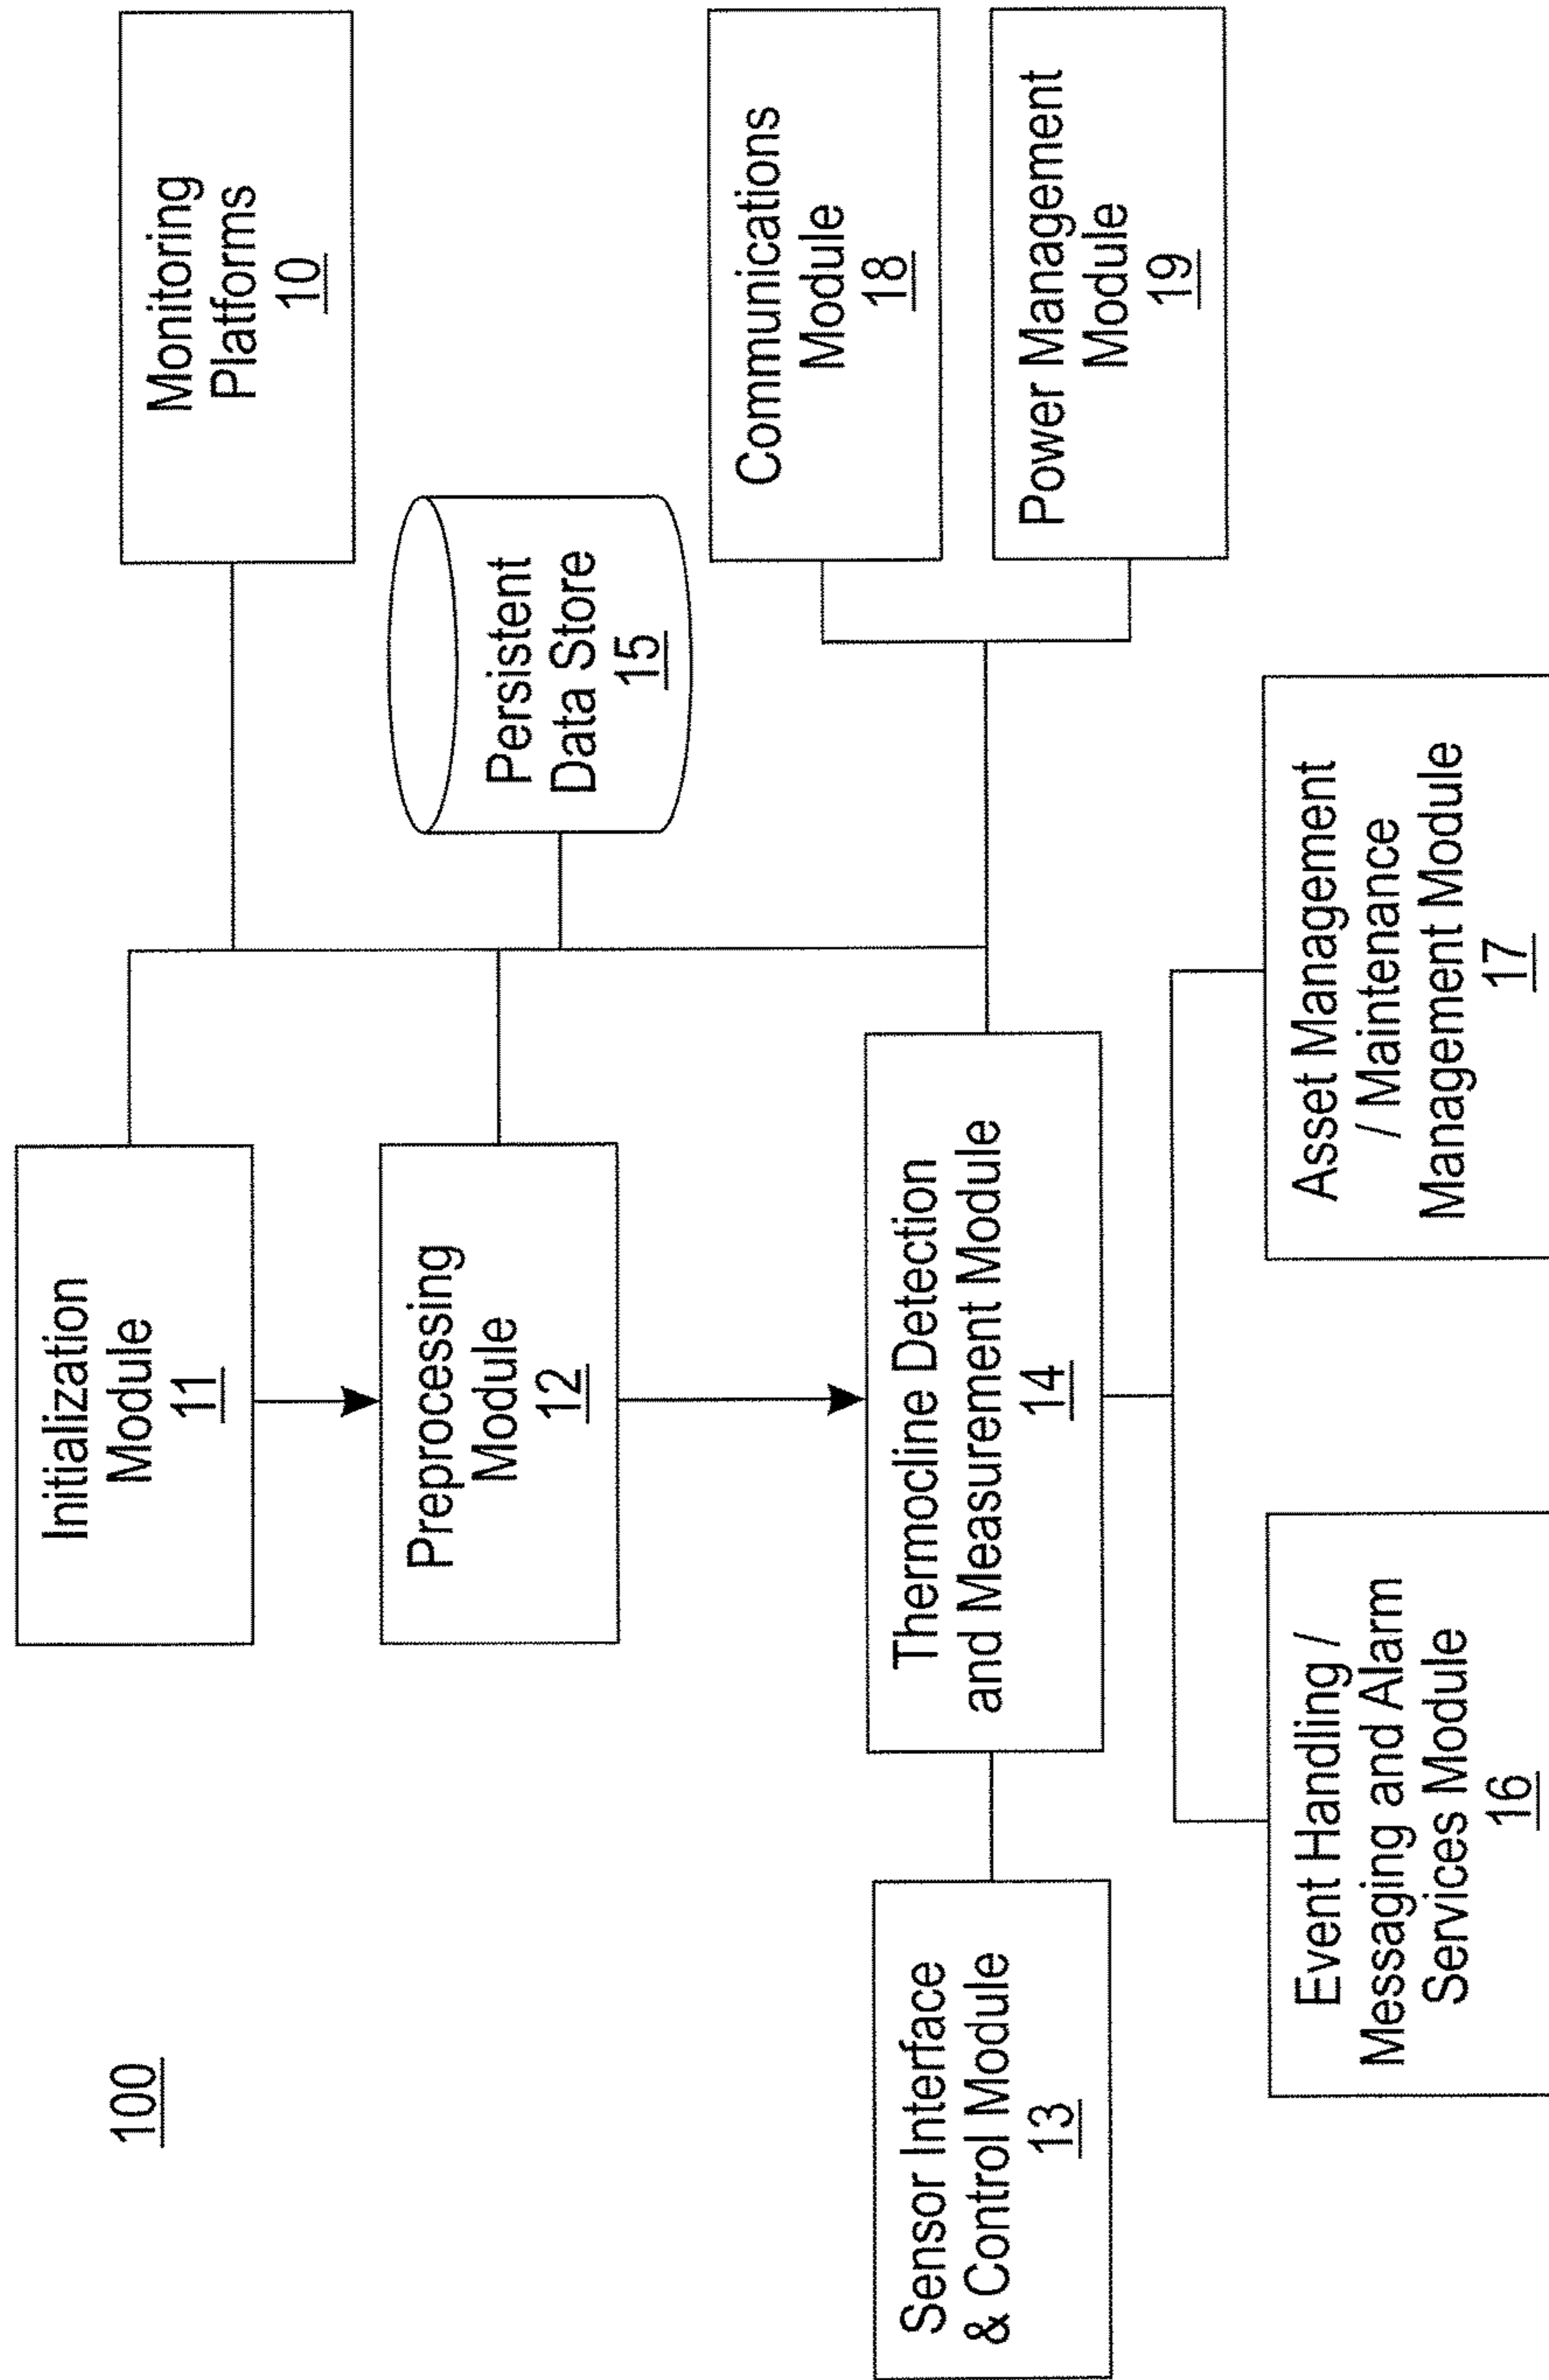 100
Initialization
Module
11
Monitoring
Platforms
10
Preprocessing
Module
12
Persistent
Data Store
15
Sensor Interface
& Control Module
13
Thermocline Detection
and Measurement Module
14
Communications
Module
18
Power Management
Module
19
Event Handling /
Messaging and Alarm
Services Module
16
Asset Management
/ Maintenance
Management Module
17